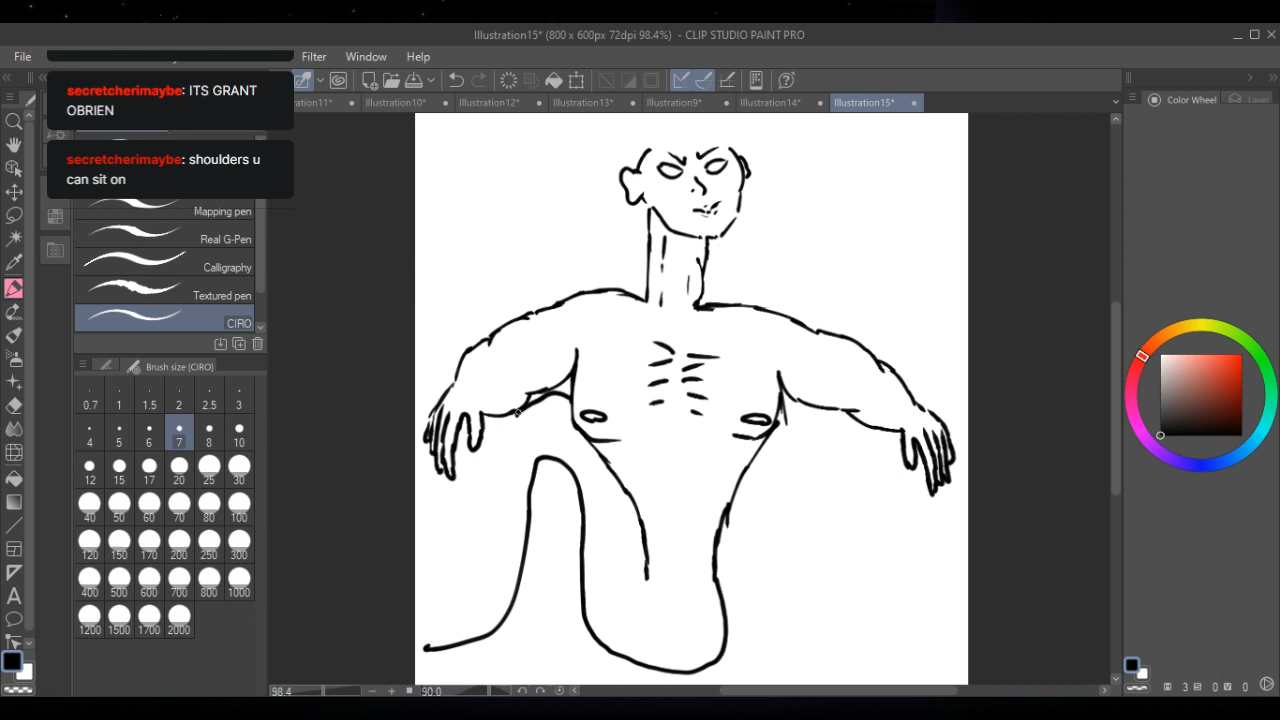 Illustration15* (800 x 600px 72dpi 98.4%) - CLIP STUDIO PAINT PRO
File Filter Window Help
secretcherimaybe: ITS GRANT
OBRIEN
secretcherimaybe: shoulders u
can sit on
Illustration10* Illustration12* Illustration13* Illustration9* Illustration14* Illustration15*
Color Wheel Layer
Mapping pen
Real G-Pen
Calligraphy
Textured pen
CIRO
Brush size [CIRO]
0.7 1 1.5 2 2.5 3
4 5 6 7 8 10
12 15 17 20 25 30
40 50 60 70 80 100
120 150 170 200 250 300
400 500 600 700 800 1000
1200 1500 1700 2000
98.4 90.0
3 0 0